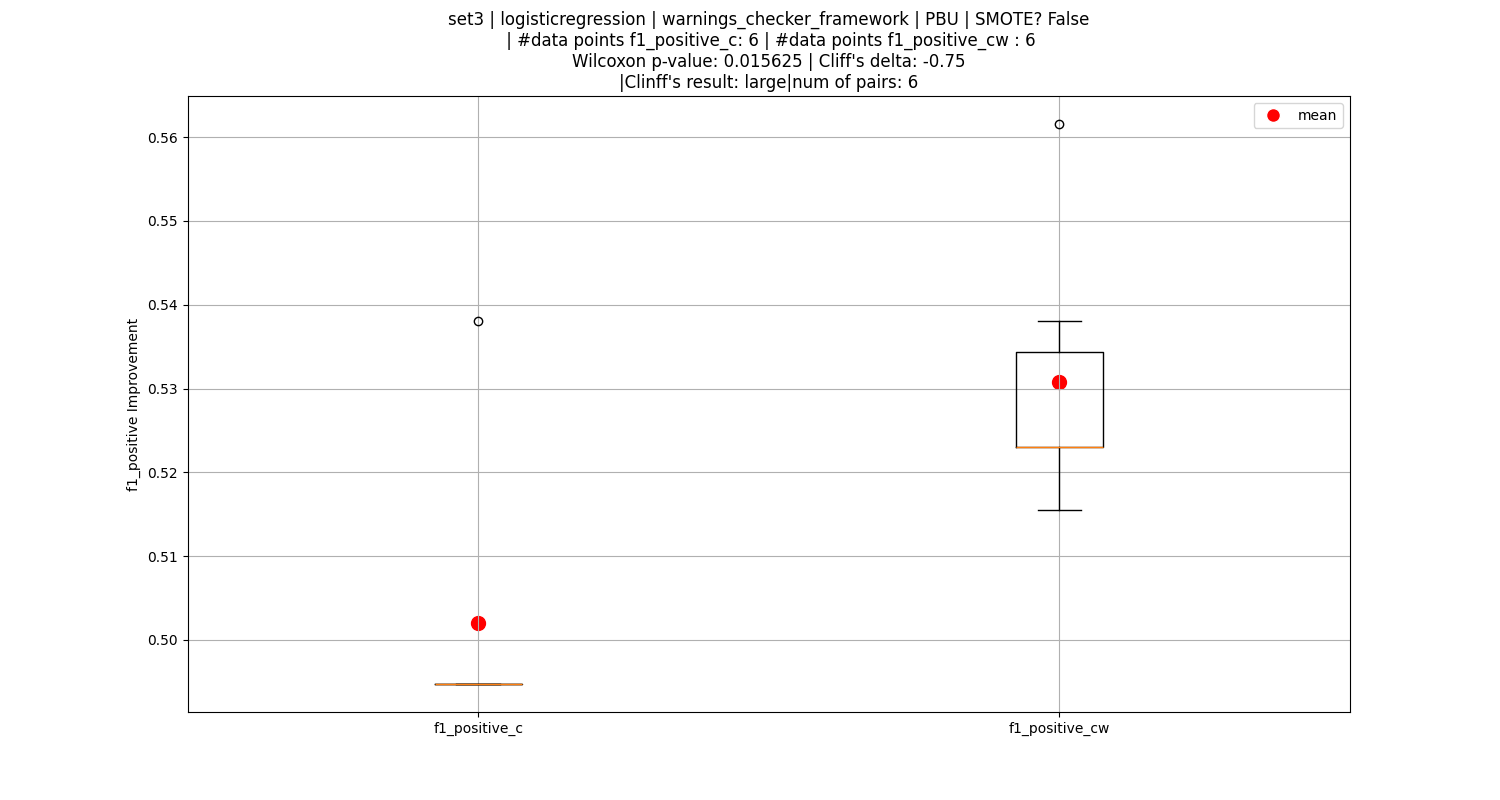 set3 | logisticregression | warnings_checker_framework | PBU | SMOTE? False
| #data points f1_positive_c: 6 | #data points f1_positive_cw : 6
Wilcoxon p-value: 0.015625 | Cliff's delta: -0.75
|Clinff's result: large|num of pairs: 6
mean
0.56
0.55
0.54
0.53
0.52
0.51
0.50
f1_positive Improvement
f1_positive_c
f1_positive_cw